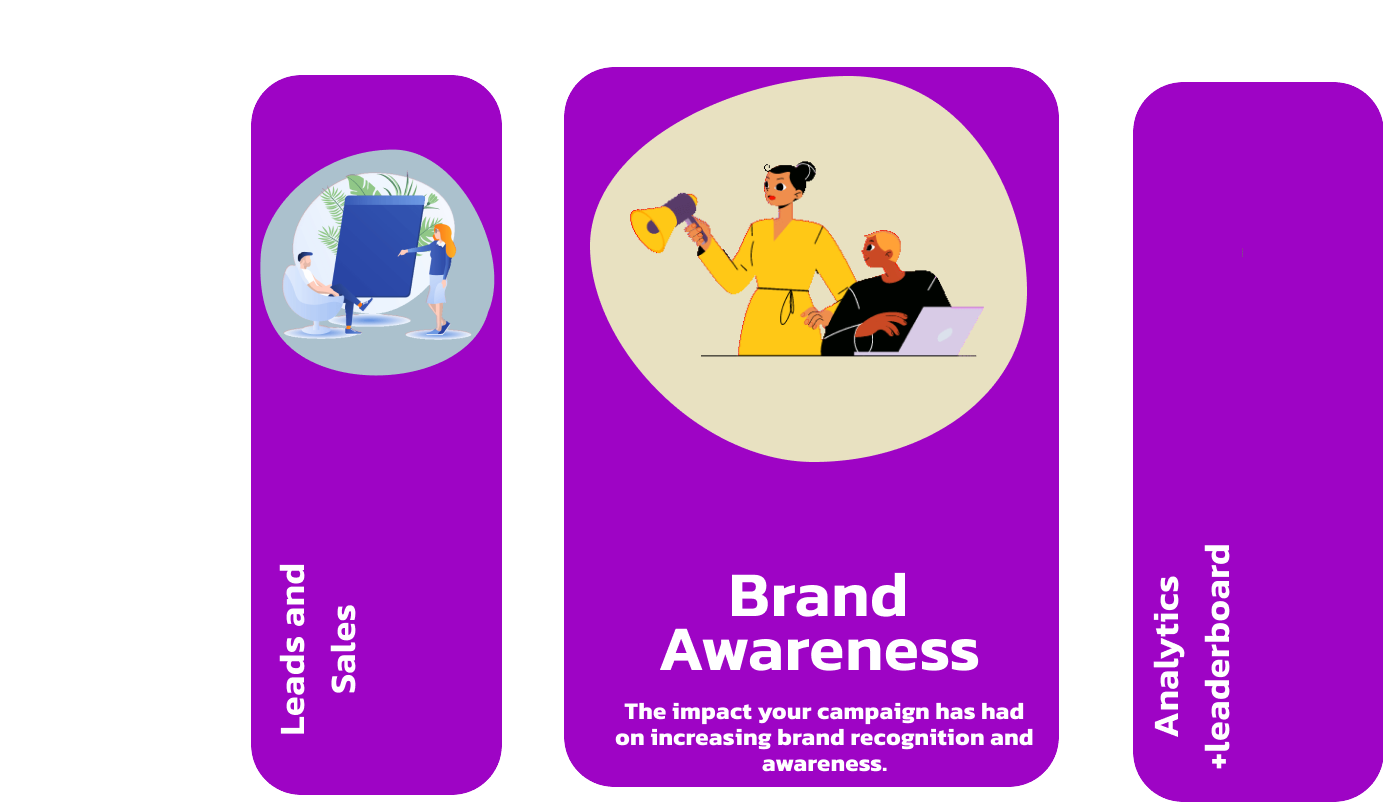 Leads and
Sales
Brand
Awareness
The impact your campaign has had
on increasing brand recognition and
awareness.
Analytics
+leaderboard